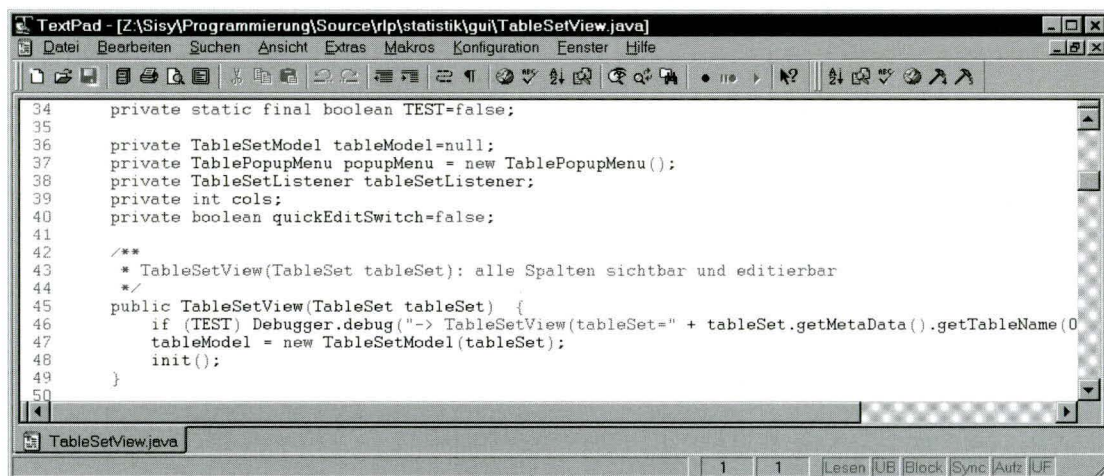 TextPad - [Z:\Sisy\Programmierung\Source\rlp\statistik\gui\TableSetView.java]
Datei Bearbeiten Suchen Ansicht Extras Makros Konfiguration Fenster Hilfe
34 private static final boolean TEST=false;
35
36 private TableSetModel tableModel=null;
37 private TablePopupMenu popupMenu = new TablePopupMenu();
38 private TableSetListener tableSetListener;
39 private int cols;
40 private boolean quickEditSwitch=false;
41
42 /**
43 * TableSetView(TableSet tableSet): alle Spalten sichtbar und editierbar
44 */
45 public TableSetView(TableSet tableSet) {
46 if (TEST) Debugger.debug("-> TableSetView(tableSet=" + tableSet.getMetaData().getTableName(0
47 tableModel = new TableSetModel(tableSet);
48 init();
49 }
50
TableSetView.java
1 1 Lesen ÜB Block Sync Aufz UF